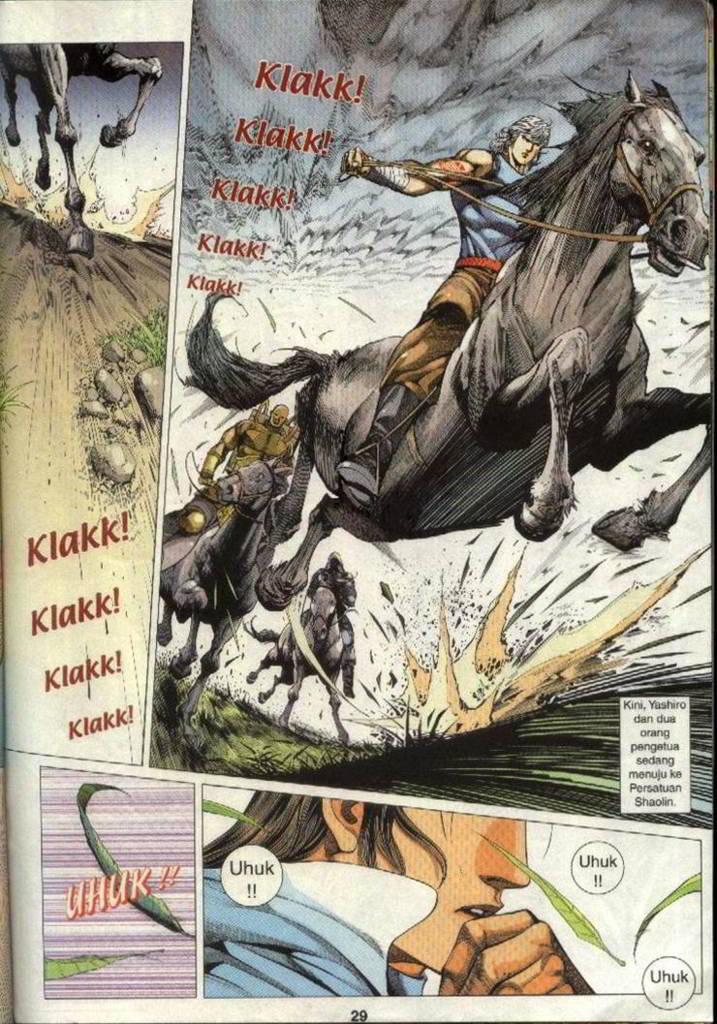 Klakk!
Klakk!
Klakk!
Klakk!
Klakk!
Klakk!
Klakk!
Klakk!
Klakk!
Kini, Yashiro
dan dua
orang
pengetua
sedang
menuju ke
Persatuan
Shaolin.
UHUK !!
Uhuk
!!
Uhuk
!!
Uhuk
!!
29